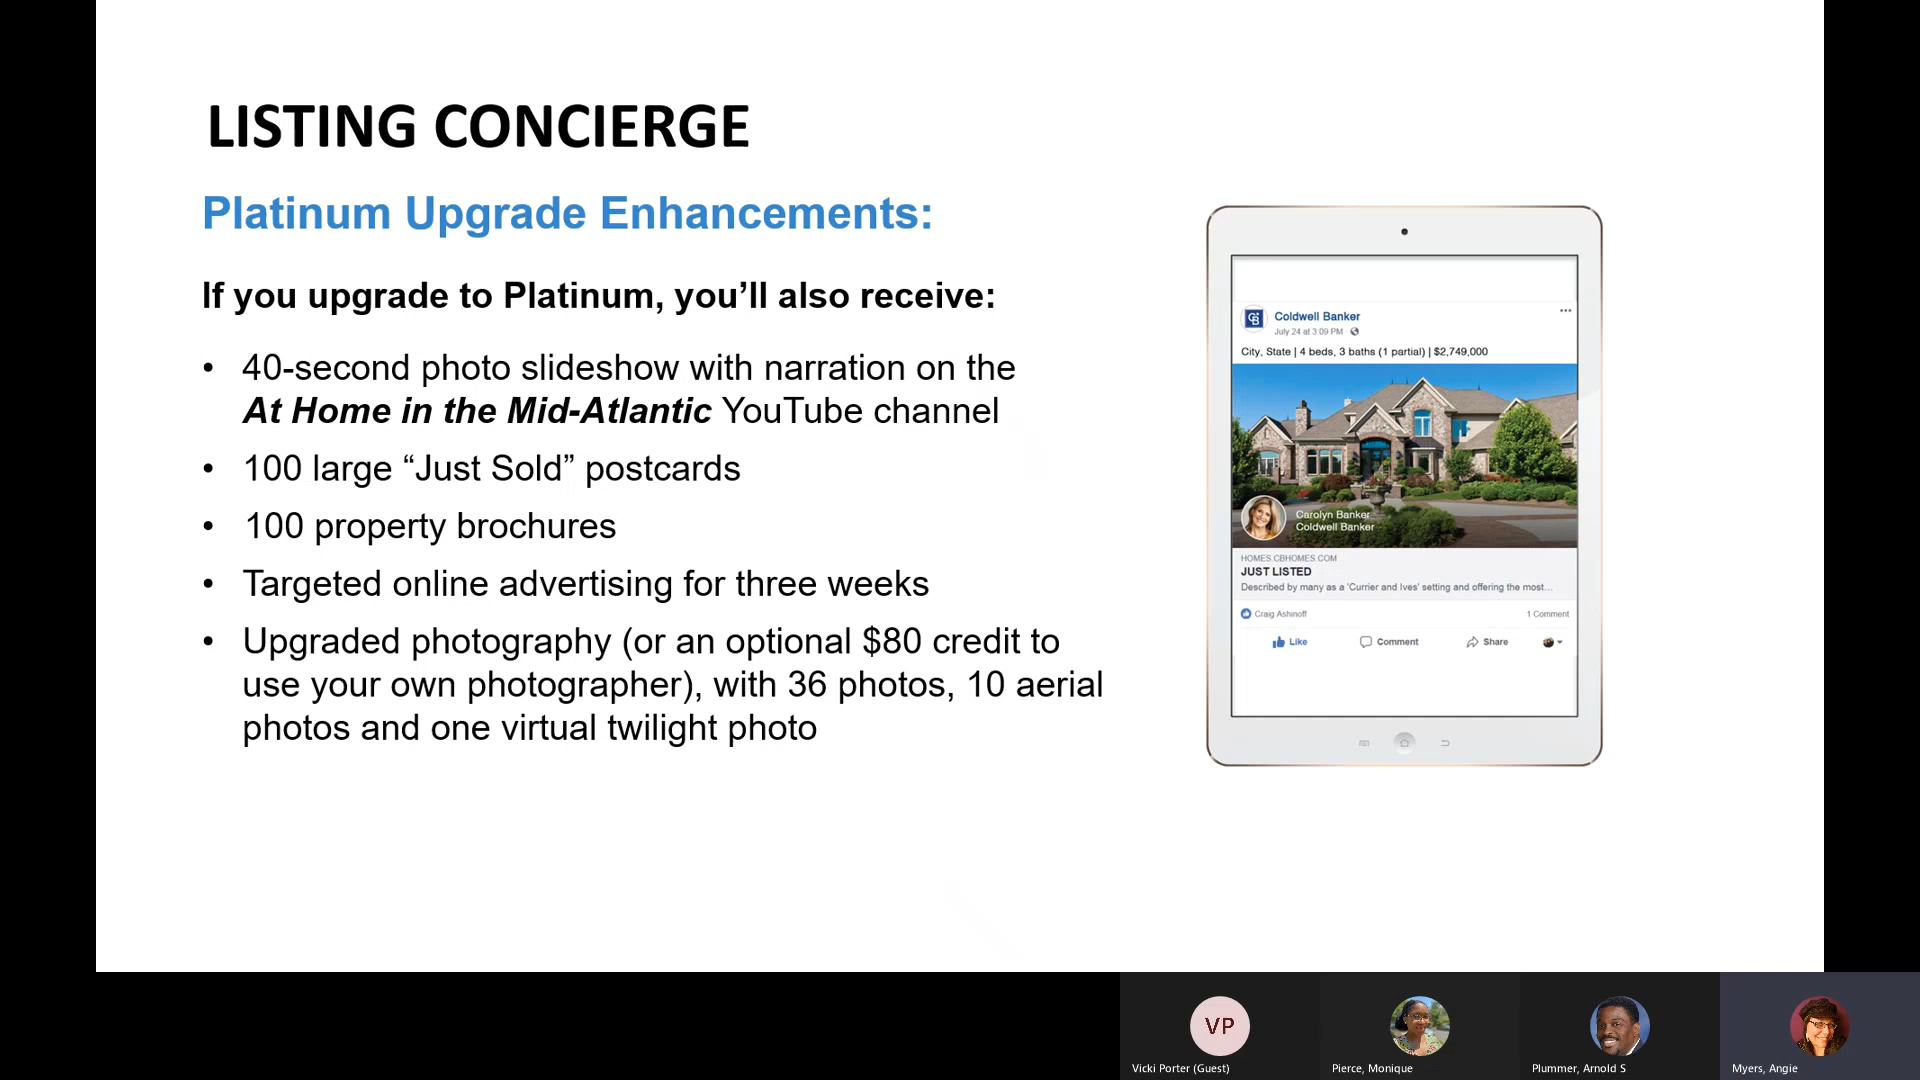 LISTING CONCIERGE
Platinum Upgrade Enhancements:
If you upgrade to Platinum, you’ll also receive:
• 40-second photo slideshow with narration on the
At Home in the Mid-Atlantic YouTube channel
• 100 large “Just Sold” postcards
• 100 property brochures
• Targeted online advertising for three weeks
• Upgraded photography (or an optional $80 credit to
use your own photographer), with 36 photos, 10 aerial
photos and one virtual twilight photo
CB
Coldwell Banker
July 24 at 3:09 PM
City, State | 4 beds, 3 baths (1 partial) | $2,749,000
Carolyn Banker
Coldwell Banker
HOMES.CBHOMES.COM
JUST LISTED
Described by many as a 'Currier and Ives' setting and offering the most...
Craig Ashinoff
1 Comment
Like
Comment
Share
VP
Vicki Porter (Guest)
Pierce, Monique
Plummer, Arnold S
Myers, Angie